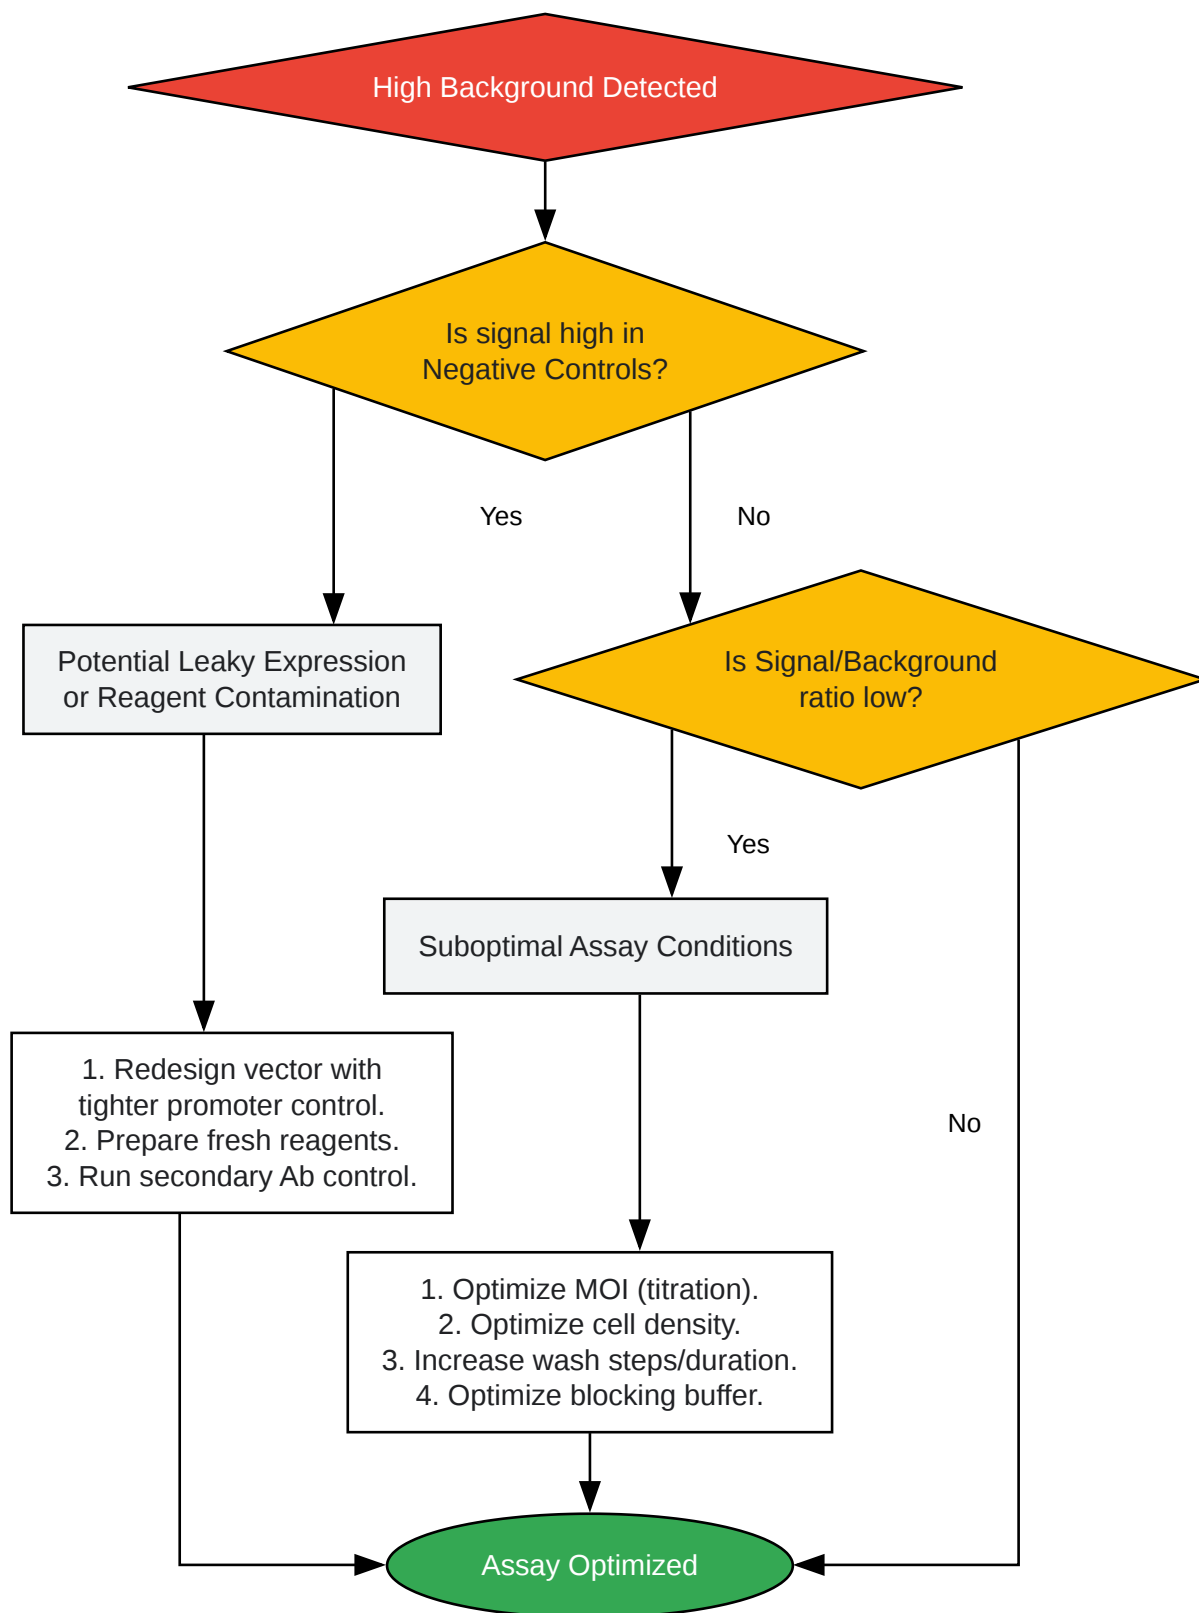 High Background Detected
Is signal high in
Negative Controls?
Yes
No
Potential Leaky Expression
or Reagent Contamination
Is Signal/Background
ratio low?
Yes
Suboptimal Assay Conditions
1. Redesign vector with
tighter promoter control.
2. Prepare fresh reagents.
3. Run secondary Ab control.
No
1. Optimize MOI (titration).
2. Optimize cell density.
3. Increase wash steps/duration.
4. Optimize blocking buffer.
Assay Optimized